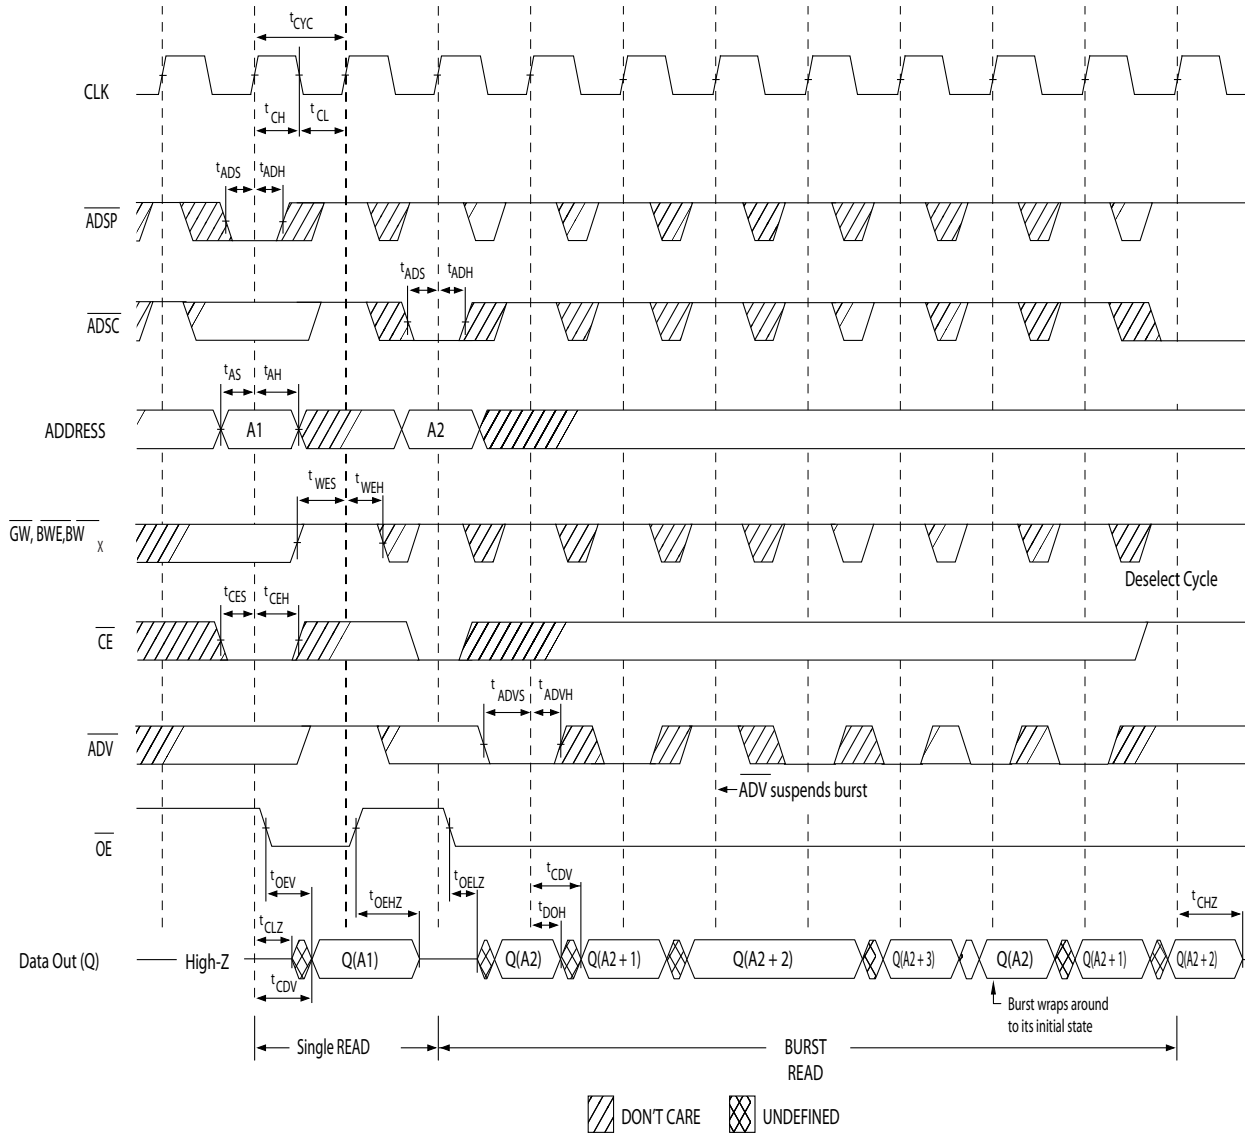 tCYC
CLK
tCH
tCL
tADS
tADH
ADSP
tADS
tADH
ADSC
tAS
tAH
ADDRESS
A1
A2
tWES
tWEH
GW, BWE,BW X
Deselect Cycle
tCES
tCEH
CE
tADVS
tADVH
ADV
ADV suspends burst
OE
tOEV
tOEHZ
tOELZ
tCDV
tCLZ
tDOH
tCHZ
Data Out (Q)
High-Z
Q(A1)
Q(A2)
Q(A2 + 1)
Q(A2 + 2)
Q(A2 + 3)
Q(A2)
Q(A2 + 1)
Q(A2 + 2)
tCDV
Burst wraps around
to its initial state
Single READ
BURST
READ
DON'T CARE
UNDEFINED